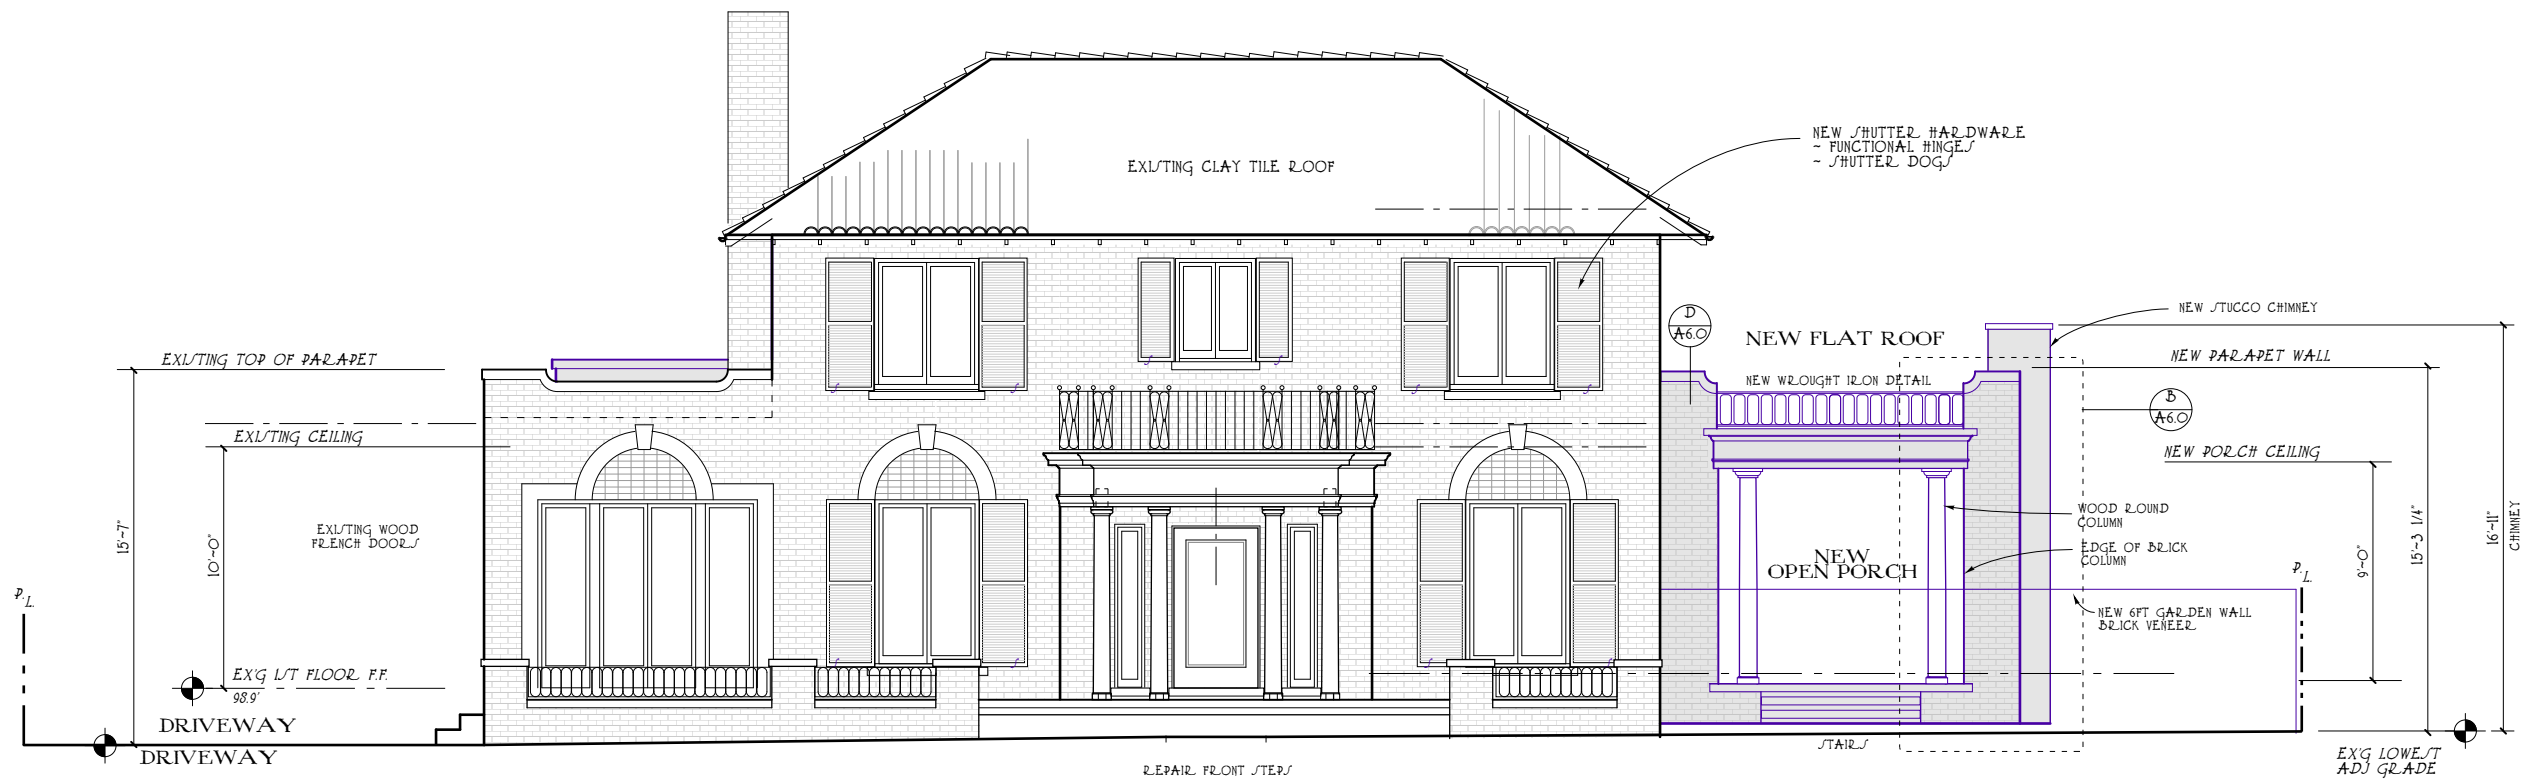 EXISTING CLAY TILE ROOF
NEW SHUTTER HARDWARE
~ FUNCTIONAL HINGES
~ SHUTTER DOGS
D
A6.0
NEW FLAT ROOF
NEW STUCCO CHIMNEY
EXISTING TOP OF PARAPET
NEW PARAPET WALL
NEW WROUGHT IRON DETAIL
B
A6.0
EXISTING CEILING
NEW PORCH CEILING
15'~7"
10'~0"
EXISTING WOOD
FRENCH DOORS
WOOD ROUND
COLUMN
EDGE OF BRICK
COLUMN
NEW
OPEN PORCH
9'~0"
15'~3 1/4"
16'~11"
CHIMNEY
P.L.
P.L.
NEW 6FT GARDEN WALL
BRICK VENEER
EX'G 1ST FLOOR F.F.
98.9'
DRIVEWAY
DRIVEWAY
STAIRS
REPAIR FRONT STEPS
EX'G LOWEST
ADJ GRADE